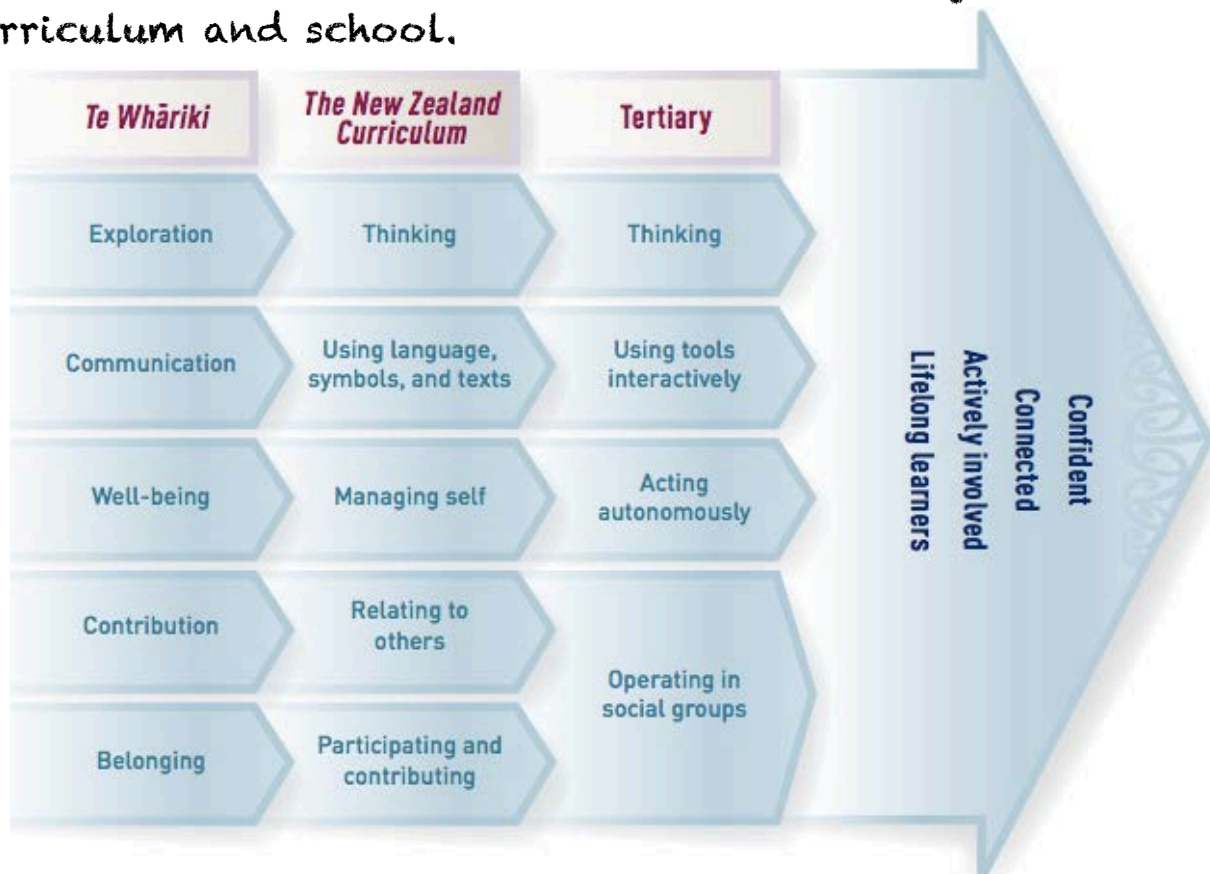 rriculum and school.
Te Whāriki
The New Zealand
Curriculum
Tertiary
Exploration
Thinking
Thinking
Communication
Using language,
symbols, and texts
Using tools
interactively
Well-being
Managing self
Acting
autonomously
Contribution
Relating to
others
Operating in
social groups
Belonging
Participating and
contributing
Confident
Connected
Actively involved
Lifelong learners